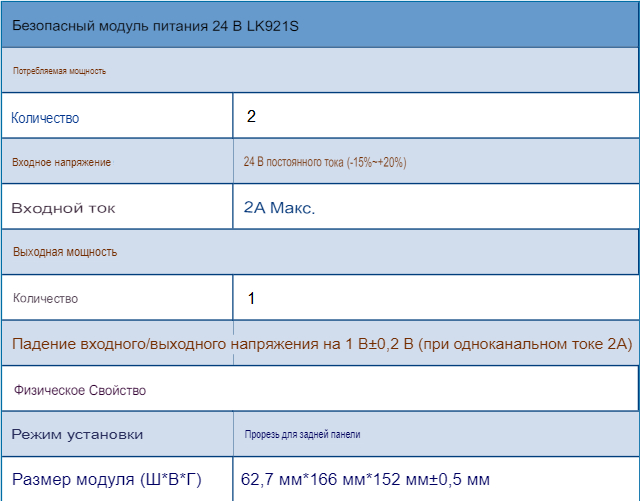 Безопасный модуль питания 24 В LK921S
Потребляемая мощность
Количество 2
Входное напряжение 24 В постоянного тока (-15%~+20%)
Входной ток 2А Макс.
Выходная мощность
Количество 1
Падение входного/выходного напряжения на 1 В±0,2 В (при одноканальном токе 2А)
Физическое Свойство
Режим установки Прорезь для задней панели
Размер модуля (Ш*В*Г) 62,7 мм*166 мм*152 мм±0,5 мм